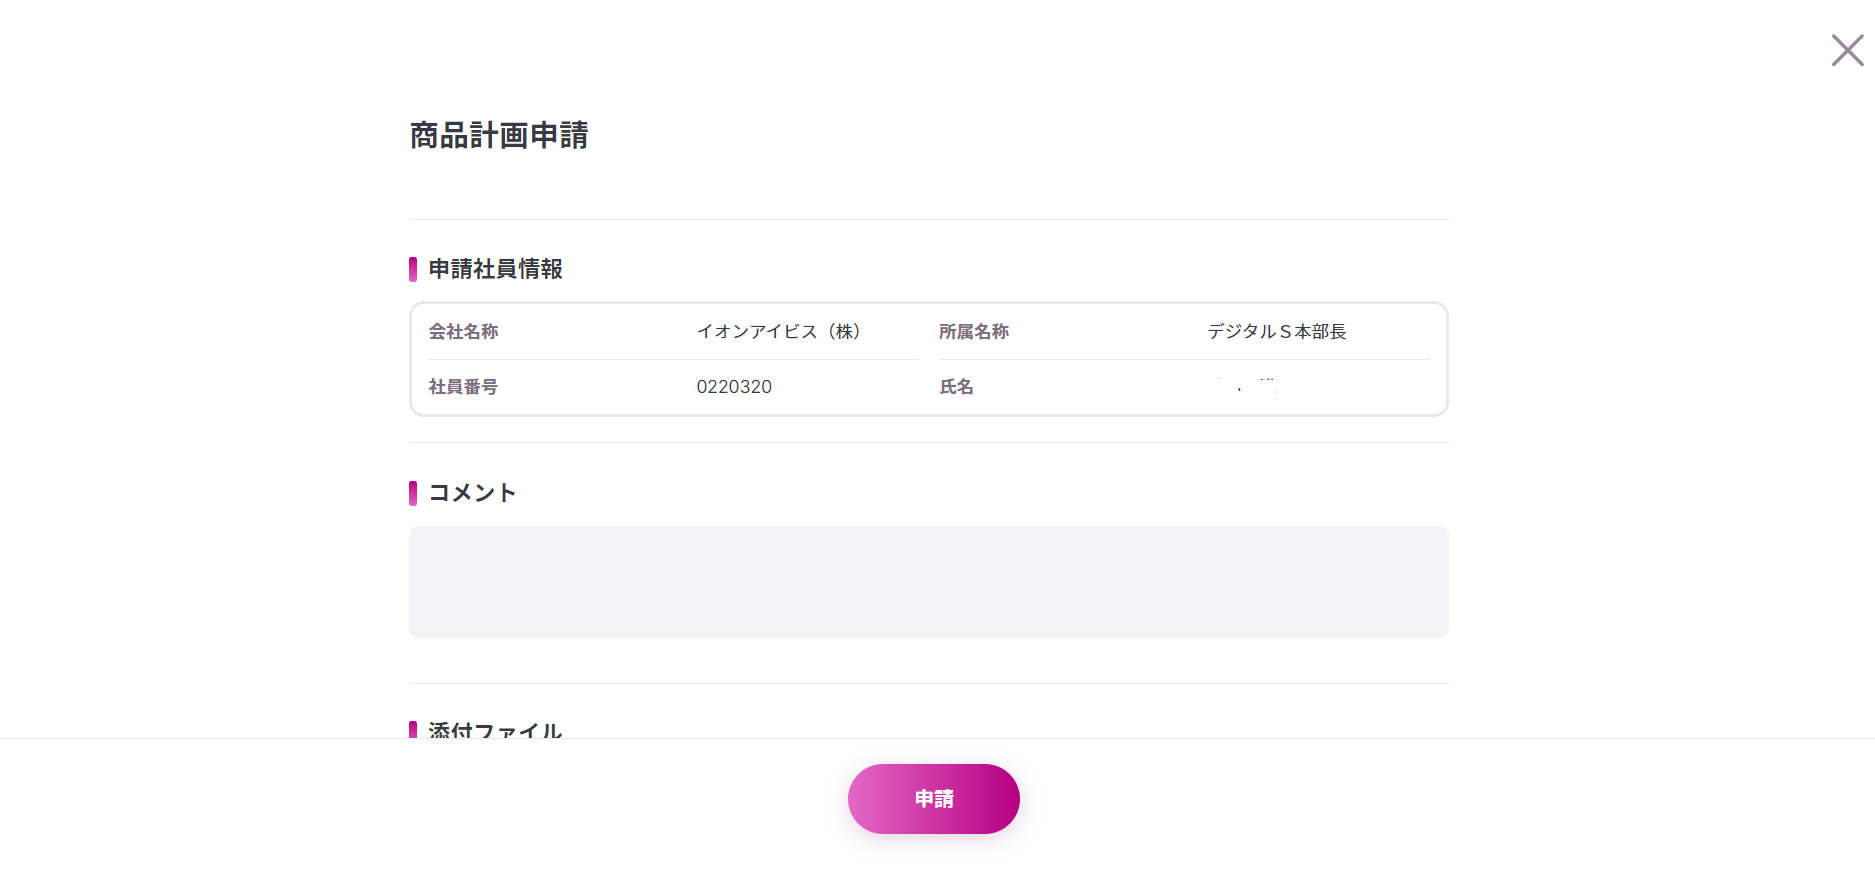 商品計画申請
申請社員情報
会社名称 イオンアイビス（株） 所属名称 デジタルＳ本部長
社員番号 0220320 氏名
コメント
添付ファイル
申請